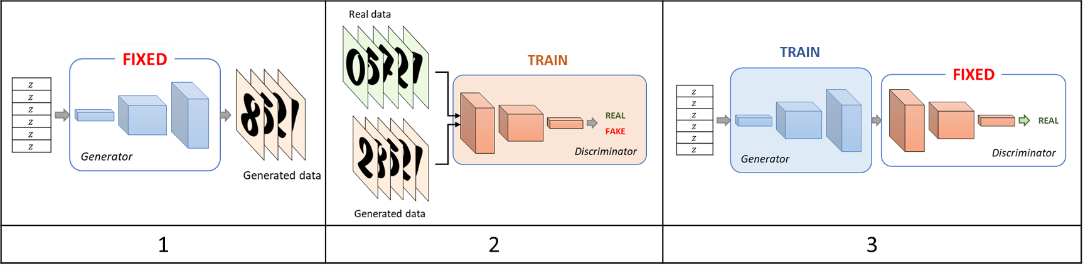 FIXED
z
z
z
z
z
z
Generator
Generated data
1
Real data
TRAIN
REAL
FAKE
Discriminator
Generated data
2
TRAIN
FIXED
z
z
z
z
z
z
REAL
Generator
Discriminator
3